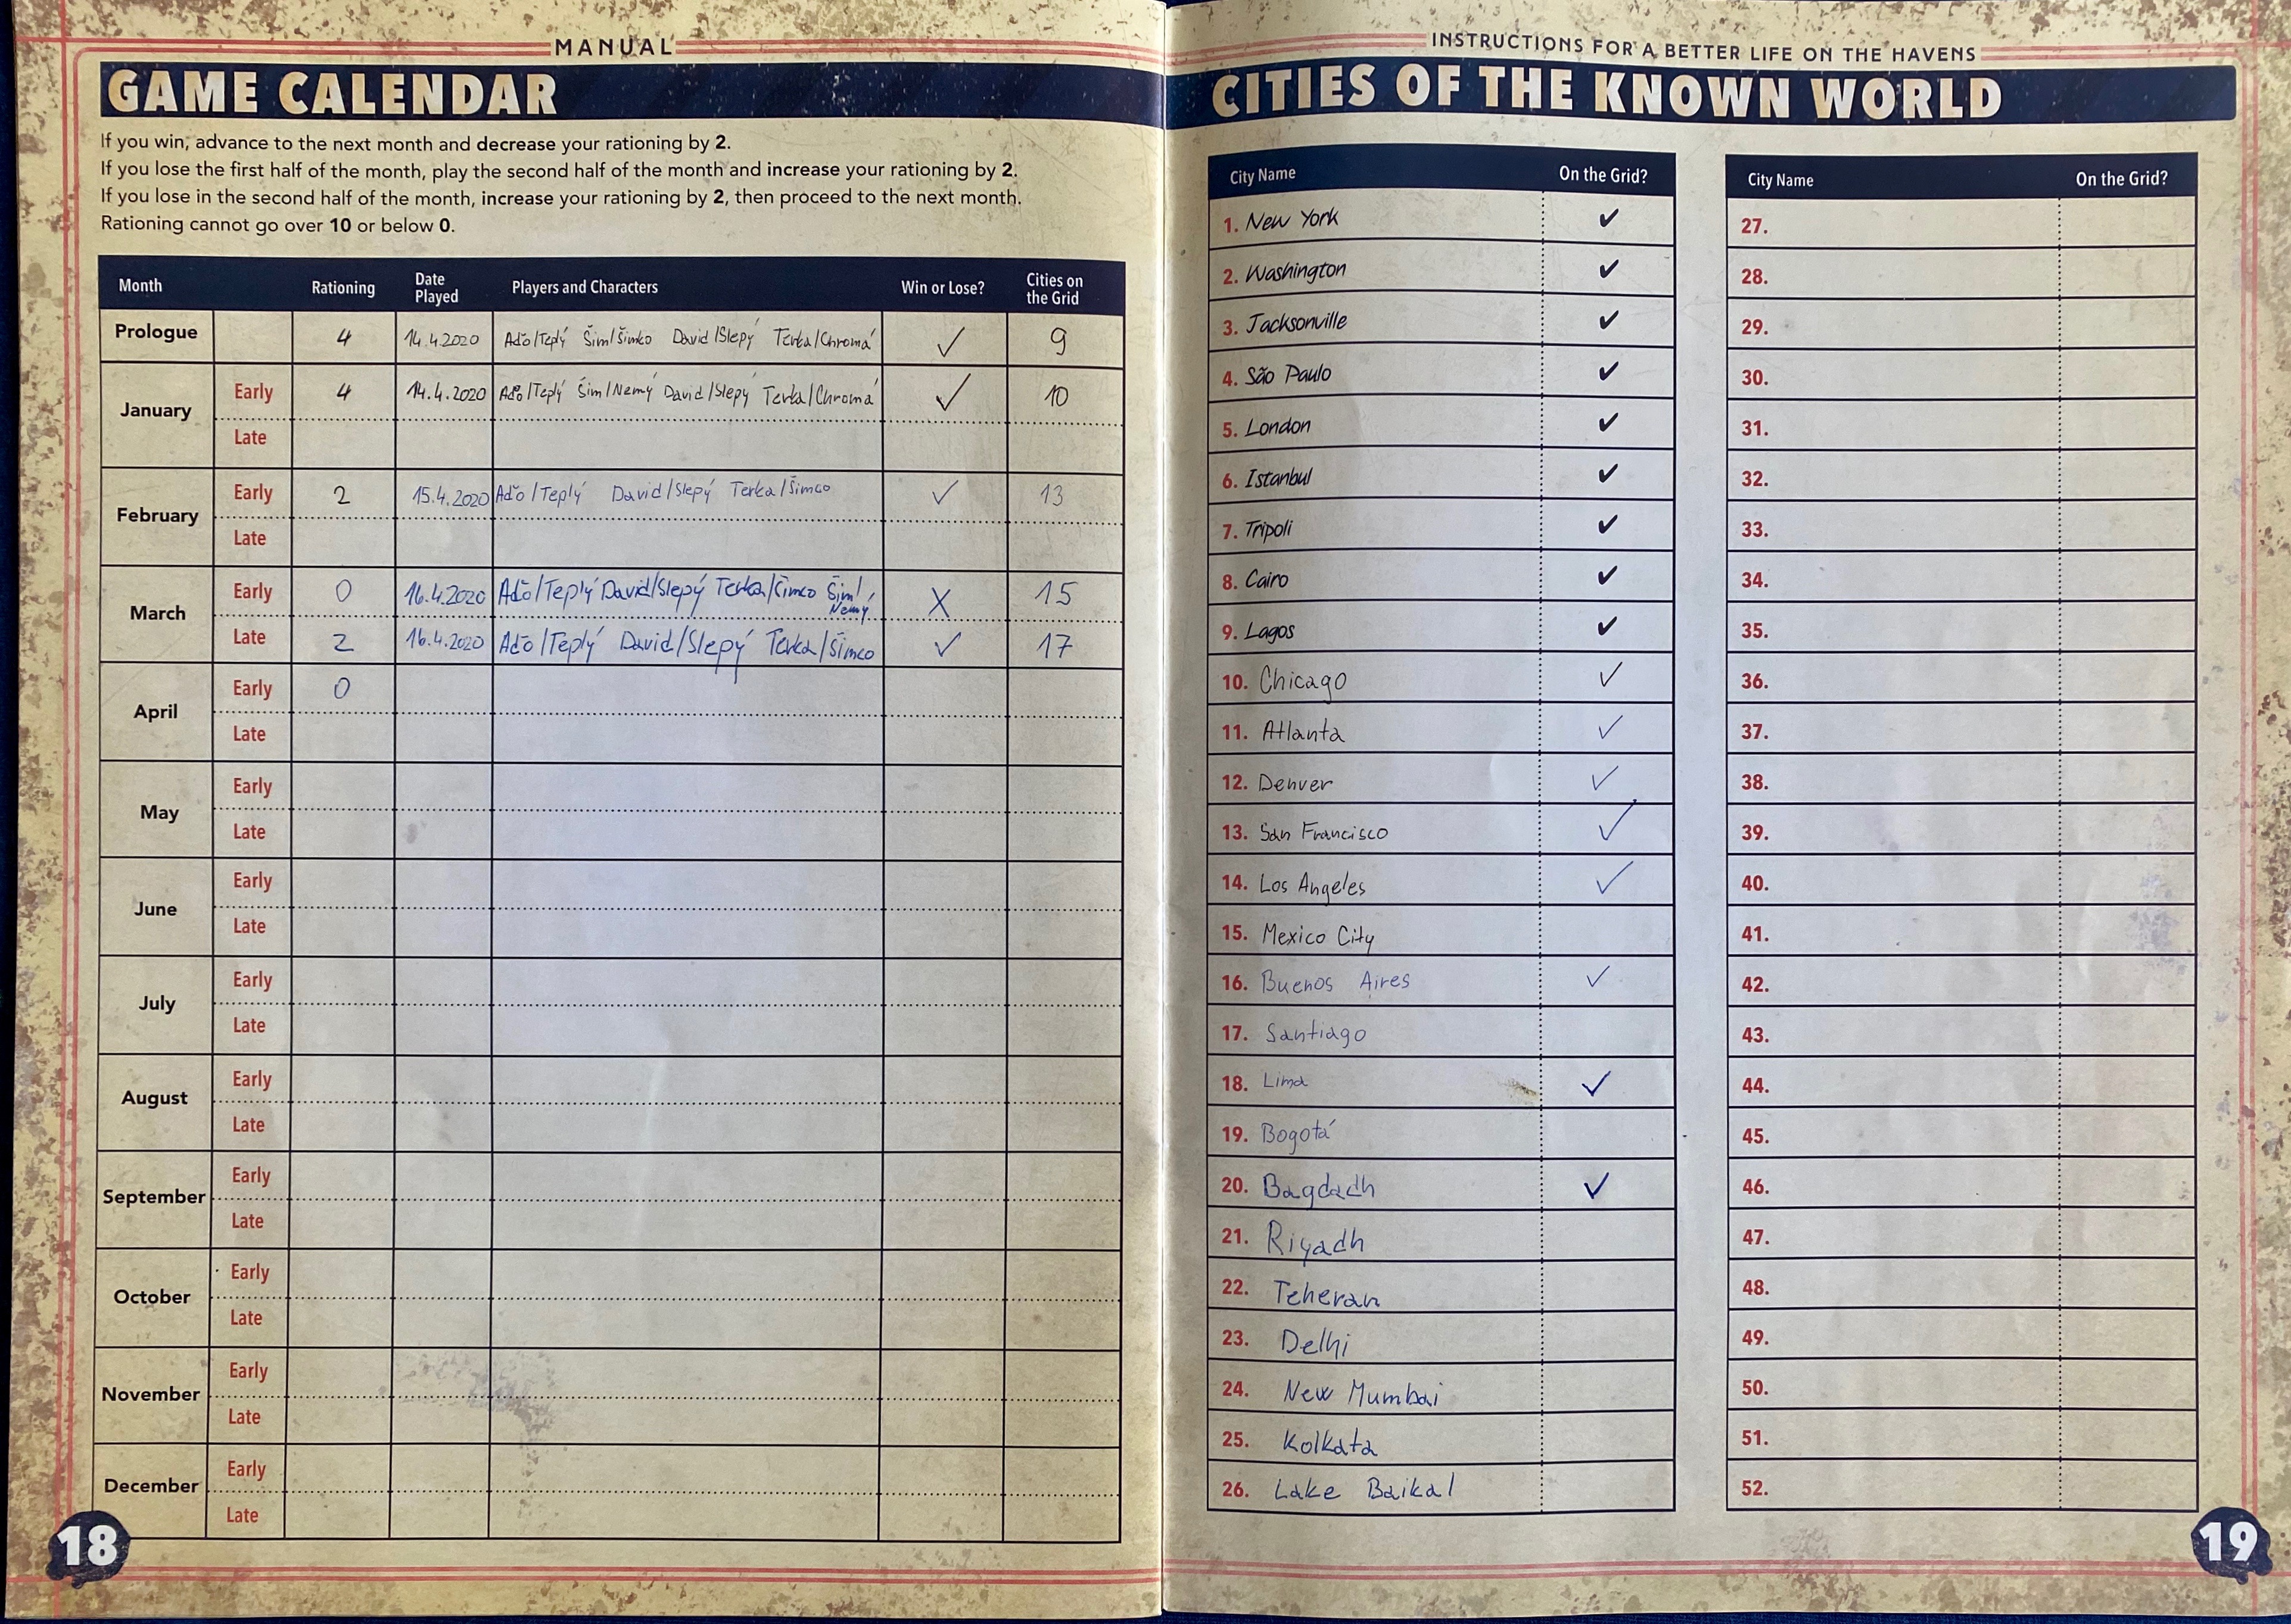 MANUAL
GAME CALENDAR
If you win, advance to the next month and decrease your rationing by 2.
If you lose the first half of the month, play the second half of the month and increase your rationing by 2.
If you lose in the second half of the month, increase your rationing by 2, then proceed to the next month.
Rationing cannot go over 10 or below 0.
Month Rationing Date Played Players and Characters Win or Lose? Cities on the Grid
Prologue 4 14.4.2020 Aďo/Teplý Šim/Šimko David/Slepý Terka/Chromá ✓ 9
January Early 4 14.4.2020 Aďo/Teplý Šim/Nemý David/Slepý Terka/Chromá ✓ 10
Late
February Early 2 15.4.2020 Aďo/Teplý David/Slepý Terka/Šimco ✓ 13
Late
March Early 0 16.4.2020 Aďo/Teplý David/Slepý Terka/Šimco Šim/Nemý X 15
Late 2 16.4.2020 Aďo/Teplý David/Slepý Terka/Šimco ✓ 17
April Early 0
Late
May Early
Late
June Early
Late
July Early
Late
August Early
Late
September Early
Late
October Early
Late
November Early
Late
December Early
Late
18
INSTRUCTIONS FOR A BETTER LIFE ON THE HAVENS
CITIES OF THE KNOWN WORLD
City Name On the Grid?
1. New York ✓
2. Washington ✓
3. Jacksonville ✓
4. São Paulo ✓
5. London ✓
6. Istanbul ✓
7. Tripoli ✓
8. Cairo ✓
9. Lagos ✓
10. Chicago ✓
11. Atlanta ✓
12. Denver ✓
13. San Francisco ✓
14. Los Angeles ✓
15. Mexico City
16. Buenos Aires ✓
17. Santiago
18. Lima ✓
19. Bogotá
20. Bagdadh ✓
21. Riyadh
22. Teheran
23. Delhi
24. New Mumbai
25. Kolkata
26. Lake Baikal
City Name On the Grid?
27.
28.
29.
30.
31.
32.
33.
34.
35.
36.
37.
38.
39.
40.
41.
42.
43.
44.
45.
46.
47.
48.
49.
50.
51.
52.
19